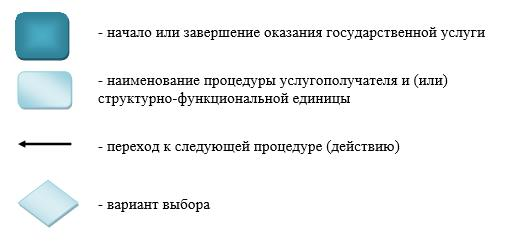 - начало или завершение оказания государственной услуги
- наименование процедуры услугополучателя и (или)
структурно-функциональной единицы
- переход к следующей процедуре (действию)
- вариант выбора